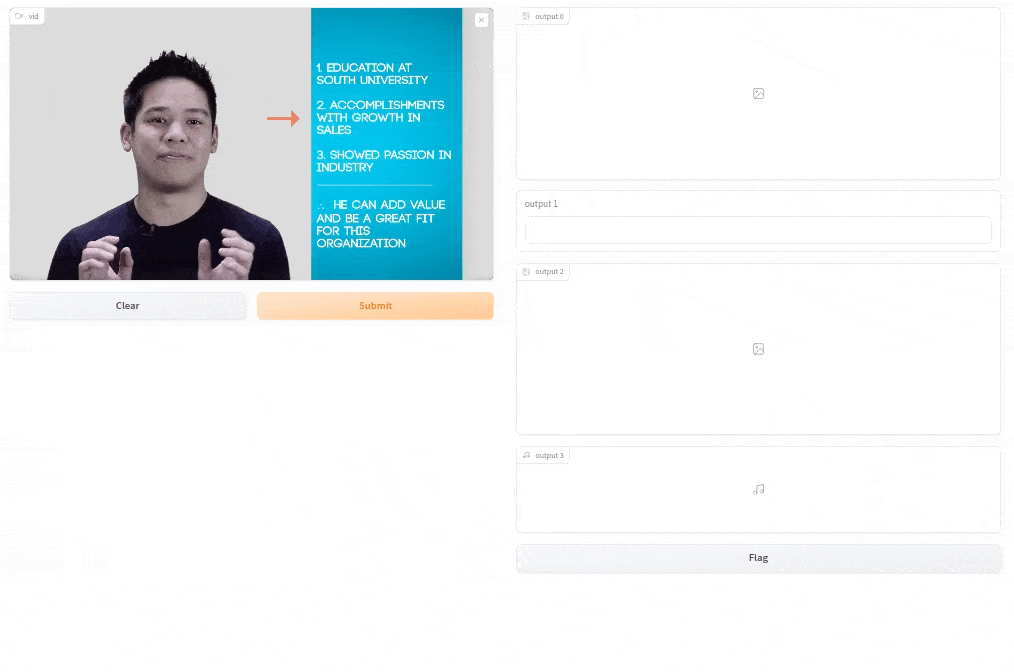 vid
1. EDUCATION AT
SOUTH UNIVERSITY
2. ACCOMPLISHMENTS
WITH GROWTH IN
SALES
3. SHOWED PASSION IN
INDUSTRY
∴ HE CAN ADD VALUE
AND BE A GREAT FIT
FOR THIS
ORGANIZATION
Clear
Submit
output 0
output 1
output 2
output 3
Flag